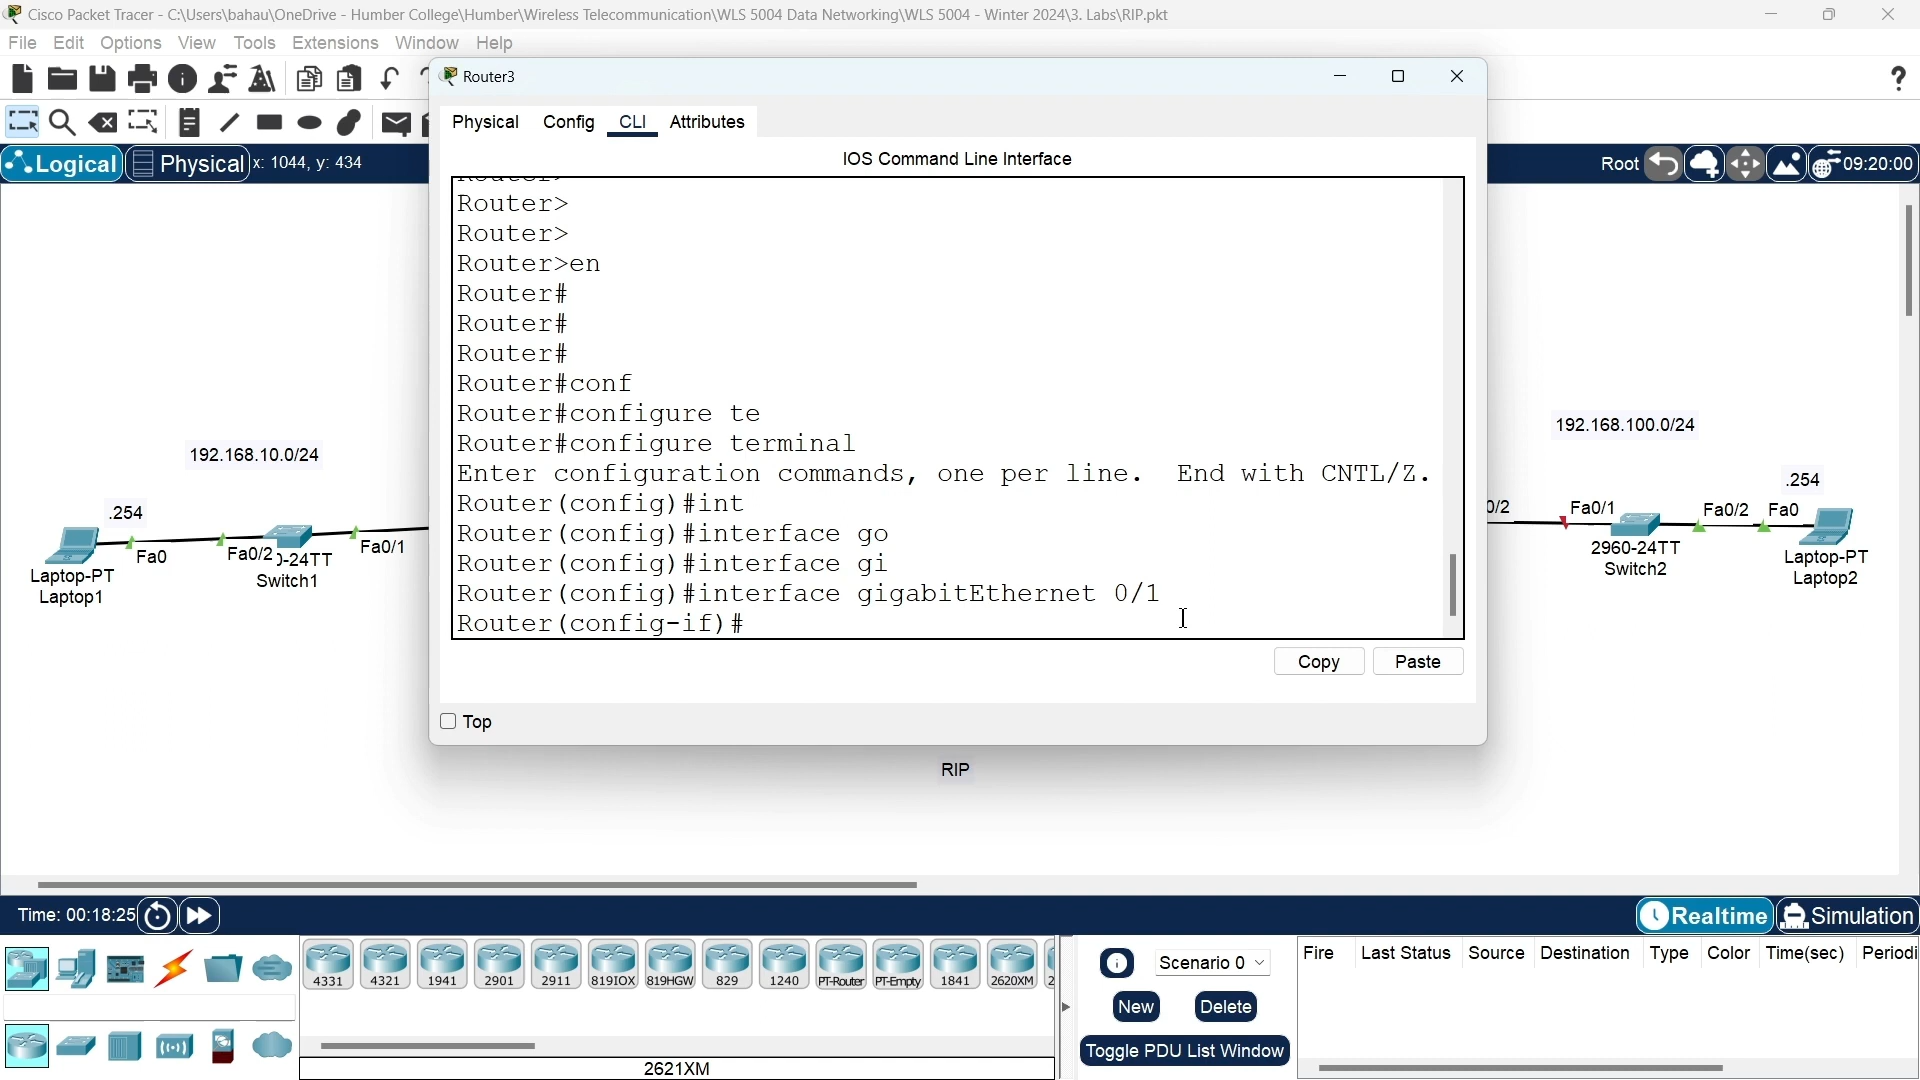 Cisco Packet Tracer - C:\Users\bahau\OneDrive - Humber College\Humber\Wireless Telecommunication\WLS 5004 Data Networking\WLS 5004 - Winter 2024\3. Labs\RIP.pkt
File Edit Options View Tools Extensions Window Help
Router3
Physical Config CLI Attributes
IOS Command Line Interface
Logical Physical x: 1044, y: 434
Root 09:20:00
Router>
Router>
Router>
Router>en
Router#
Router#
Router#
Router#conf
Router#configure te
Router#configure terminal
Enter configuration commands, one per line. End with CNTL/Z.
Router(config)#int
Router(config)#interface go
Router(config)#interface gi
Router(config)#interface gigabitEthernet 0/1
Router(config-if)#
Copy Paste
Top
192.168.10.0/24
.254
Fa0
Fa0/2
Fa0/1
Laptop-PT
Laptop1
-24TT
Switch1
192.168.100.0/24
.254
0/2
Fa0/1
Fa0/2
Fa0
2960-24TT
Switch2
Laptop-PT
Laptop2
RIP
Time: 00:18:25
Realtime Simulation
4331 4321 1941 2901 2911 819IOX 819HGW 829 1240 PT-Router PT-Empty 1841 2620XM 2
2621XM
Scenario 0
New Delete
Toggle PDU List Window
Fire Last Status Source Destination Type Color Time(sec) Periodi